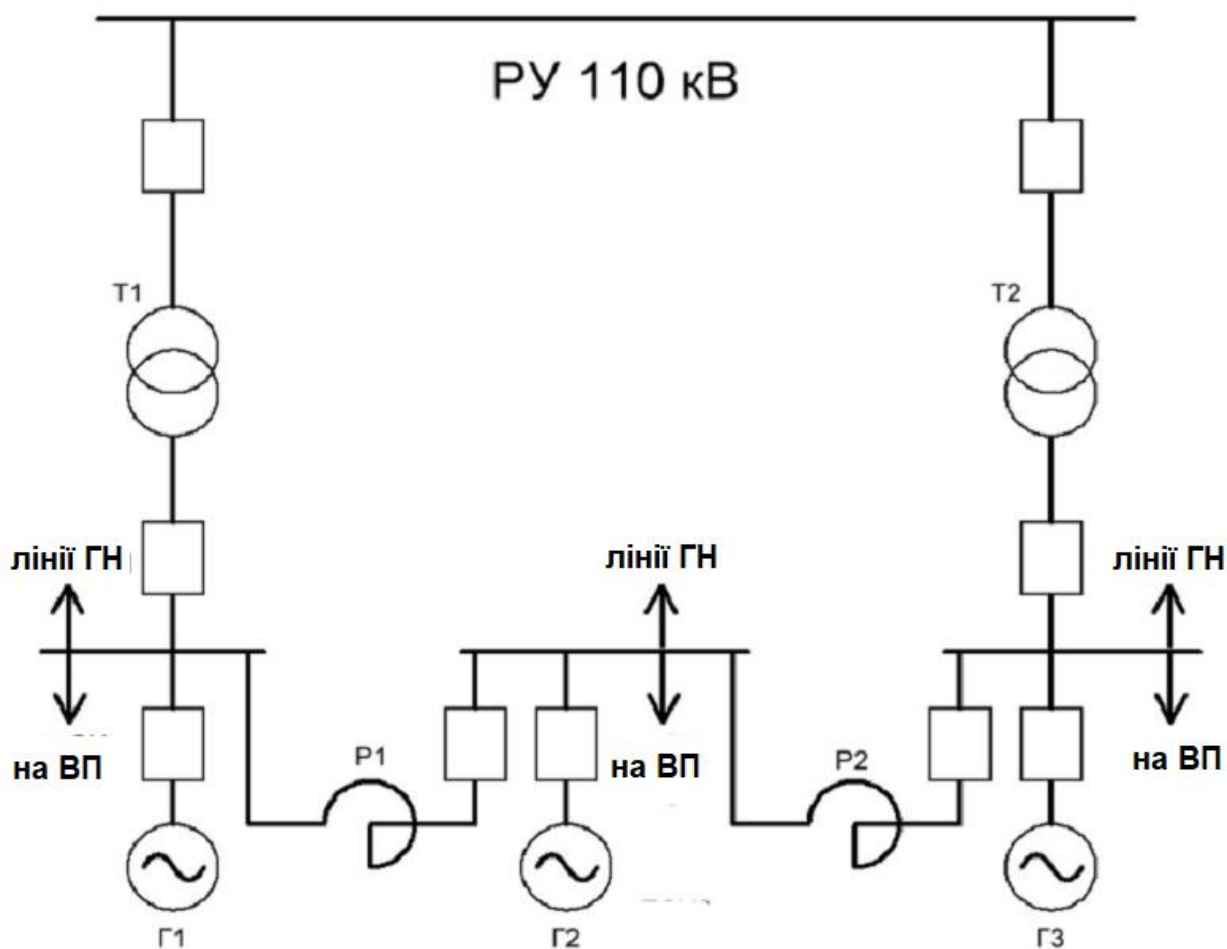 РУ 110 кВ
Т1
Т2
лінії ГН
лінії ГН
лінії ГН
на ВП
на ВП
на ВП
Р1
Р2
Г1
Г2
Г3